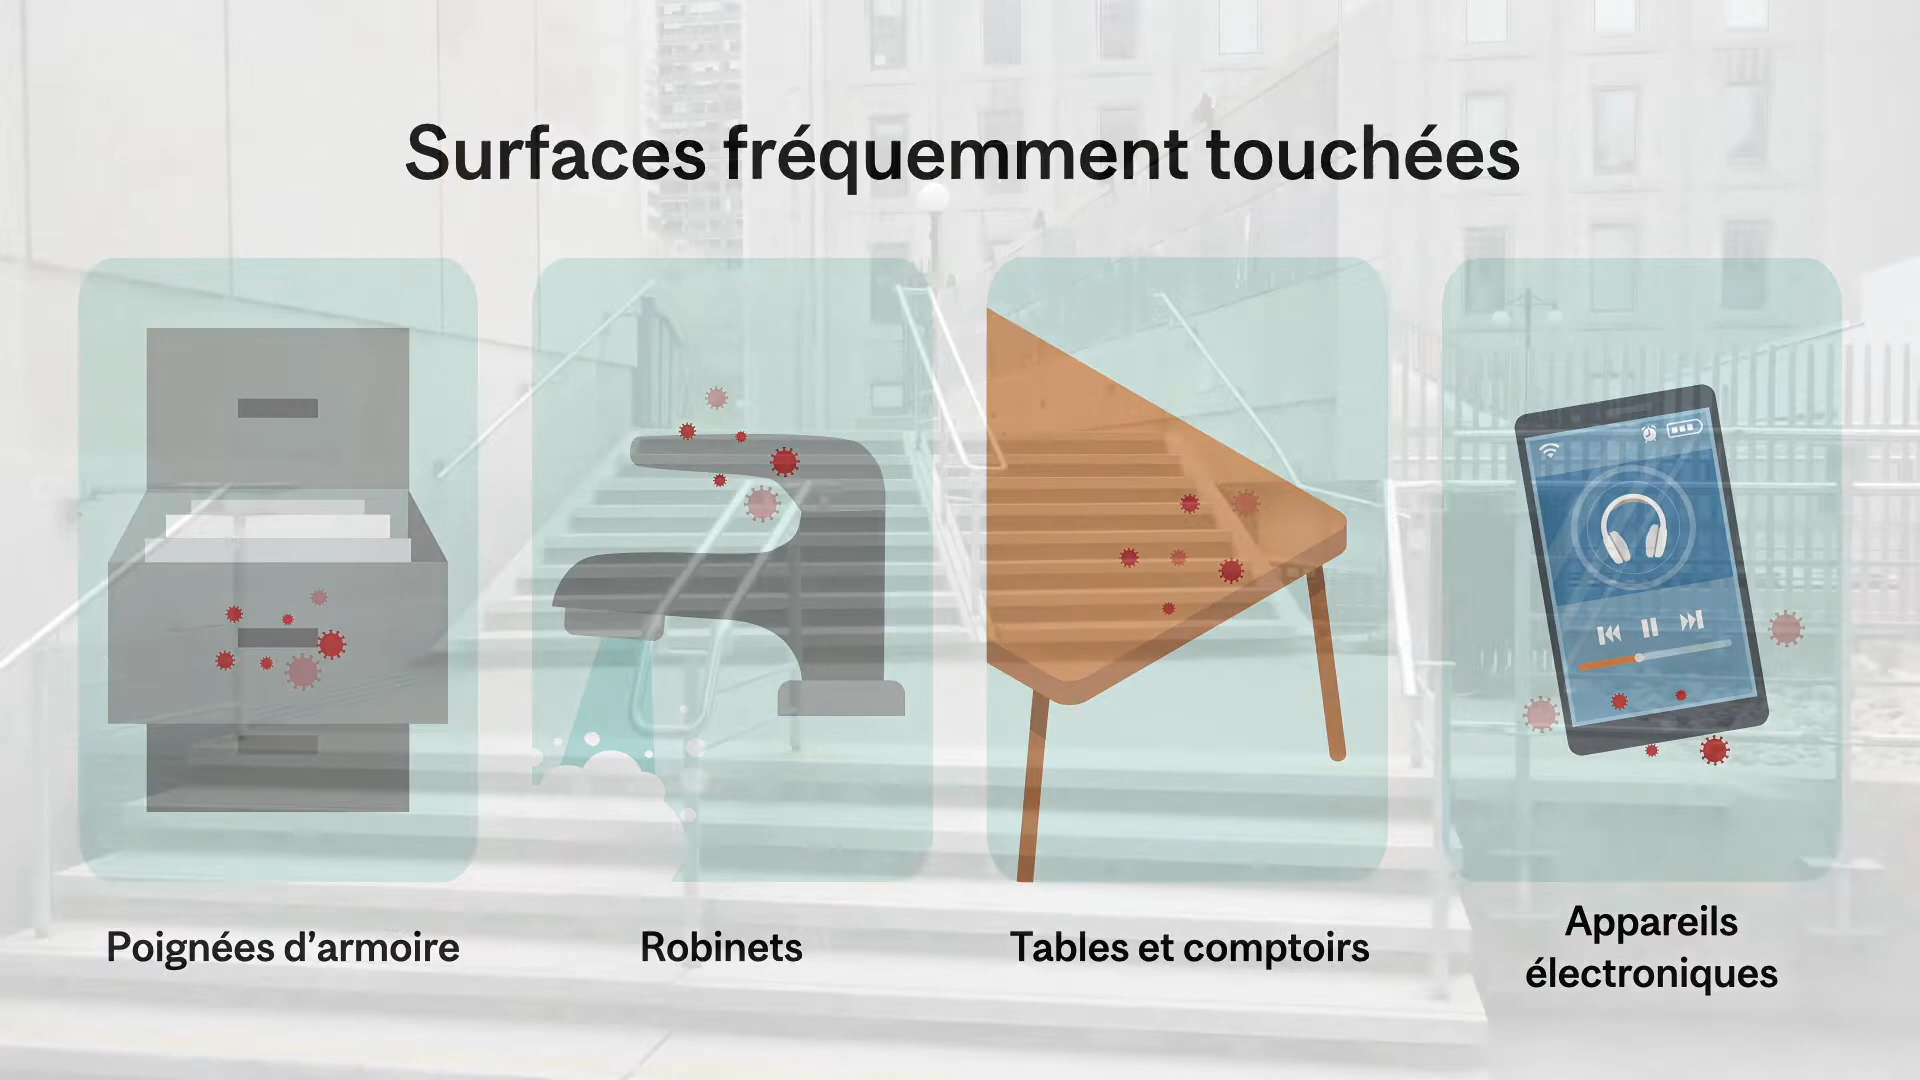 Surfaces fréquemment touchées
Poignées d’armoire
Robinets
Tables et comptoirs
Appareils
électroniques